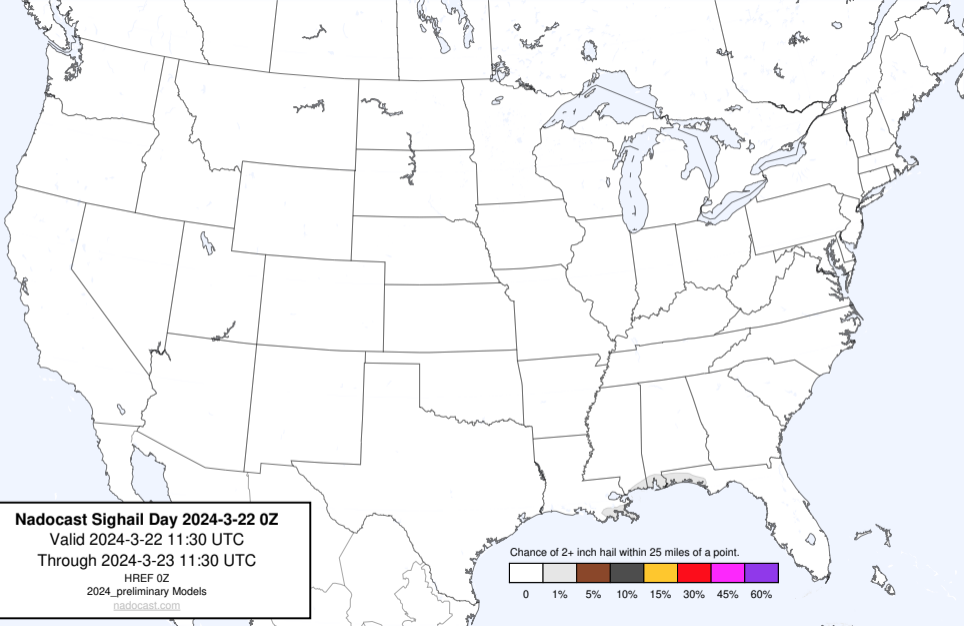 Nadocast Sighail Day 2024-3-22 0Z
Valid 2024-3-22 11:30 UTC
Through 2024-3-23 11:30 UTC
HREF 0Z
2024_preliminary Models
nadocast.com
Chance of 2+ inch hail within 25 miles of a point.
0 1% 5% 10% 15% 30% 45% 60%